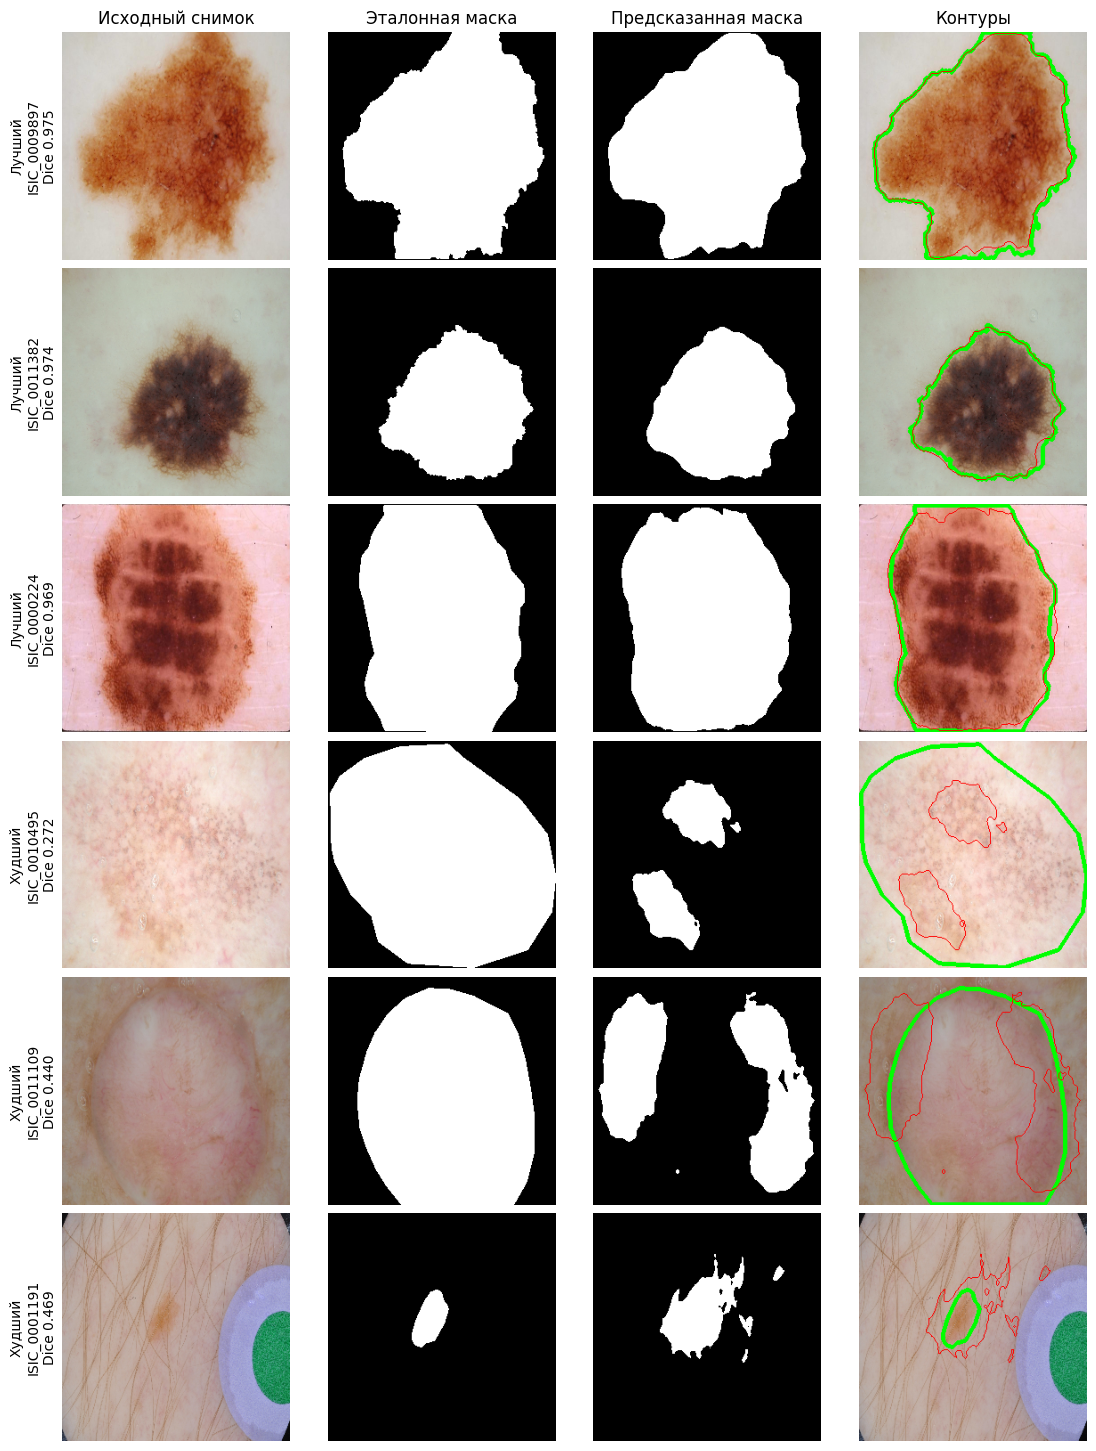 Исходный снимок
Эталонная маска
Предсказанная маска
Контуры
Лучший
ISIC_0009897
Dice 0.975
Лучший
ISIC_0011382
Dice 0.974
Лучший
ISIC_0000224
Dice 0.969
Худший
ISIC_0010495
Dice 0.272
Худший
ISIC_0011109
Dice 0.440
Худший
ISIC_0001191
Dice 0.469